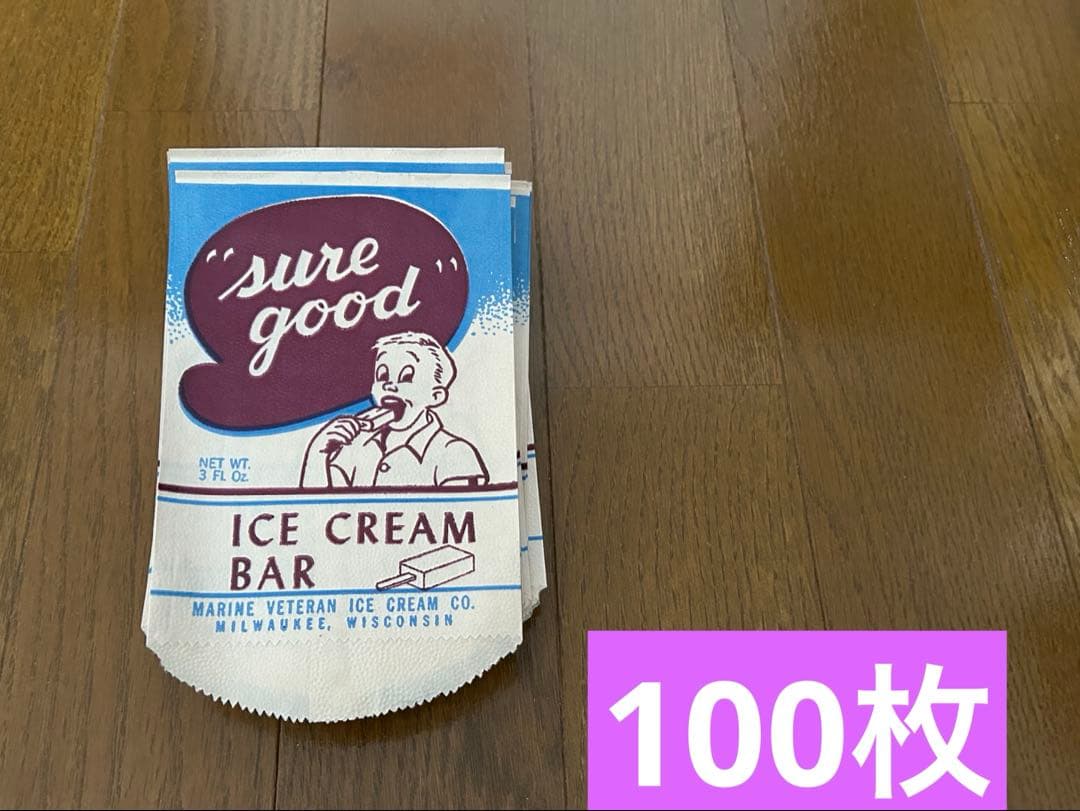 "sure
good"
NET WT.
3 FL OZ.
ICE CREAM
BAR
MARINE VETERAN ICE CREAM CO.
MILWAUKEE, WISCONSIN
100枚